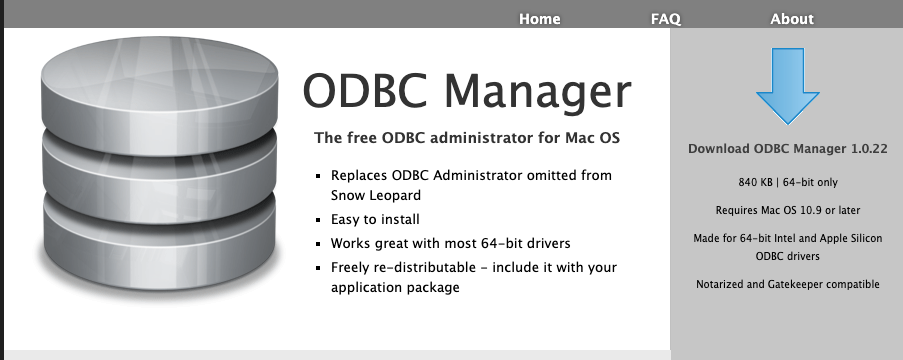 Home FAQ About
ODBC Manager
The free ODBC administrator for Mac OS
▪ Replaces ODBC Administrator omitted from
Snow Leopard
▪ Easy to install
▪ Works great with most 64-bit drivers
▪ Freely re-distributable - include it with your
application package
Download ODBC Manager 1.0.22
840 KB | 64-bit only
Requires Mac OS 10.9 or later
Made for 64-bit Intel and Apple Silicon
ODBC drivers
Notarized and Gatekeeper compatible